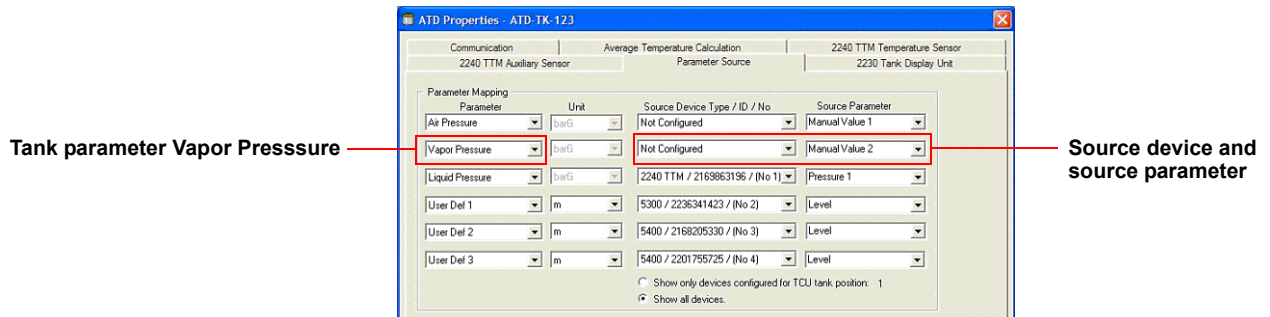 ATD Properties - ATD-TK-123
Communication Average Temperature Calculation 2240 TTM Temperature Sensor
2240 TTM Auxiliary Sensor Parameter Source 2230 Tank Display Unit
Parameter Mapping
Parameter Unit Source Device Type / ID / No Source Parameter
Air Pressure barG Not Configured Manual Value 1
Tank parameter Vapor Presssure
Vapor Pressure barG Not Configured Manual Value 2
Source device and
source parameter
Liquid Pressure barG 2240 TTM / 2169863196 / (No 1) Pressure 1
User Def 1 m 5300 / 2236341423 / (No 2) Level
User Def 2 m 5400 / 2168205330 / (No 3) Level
User Def 3 m 5400 / 2201755725 / (No 4) Level
Show only devices configured for TCU tank position: 1
Show all devices.